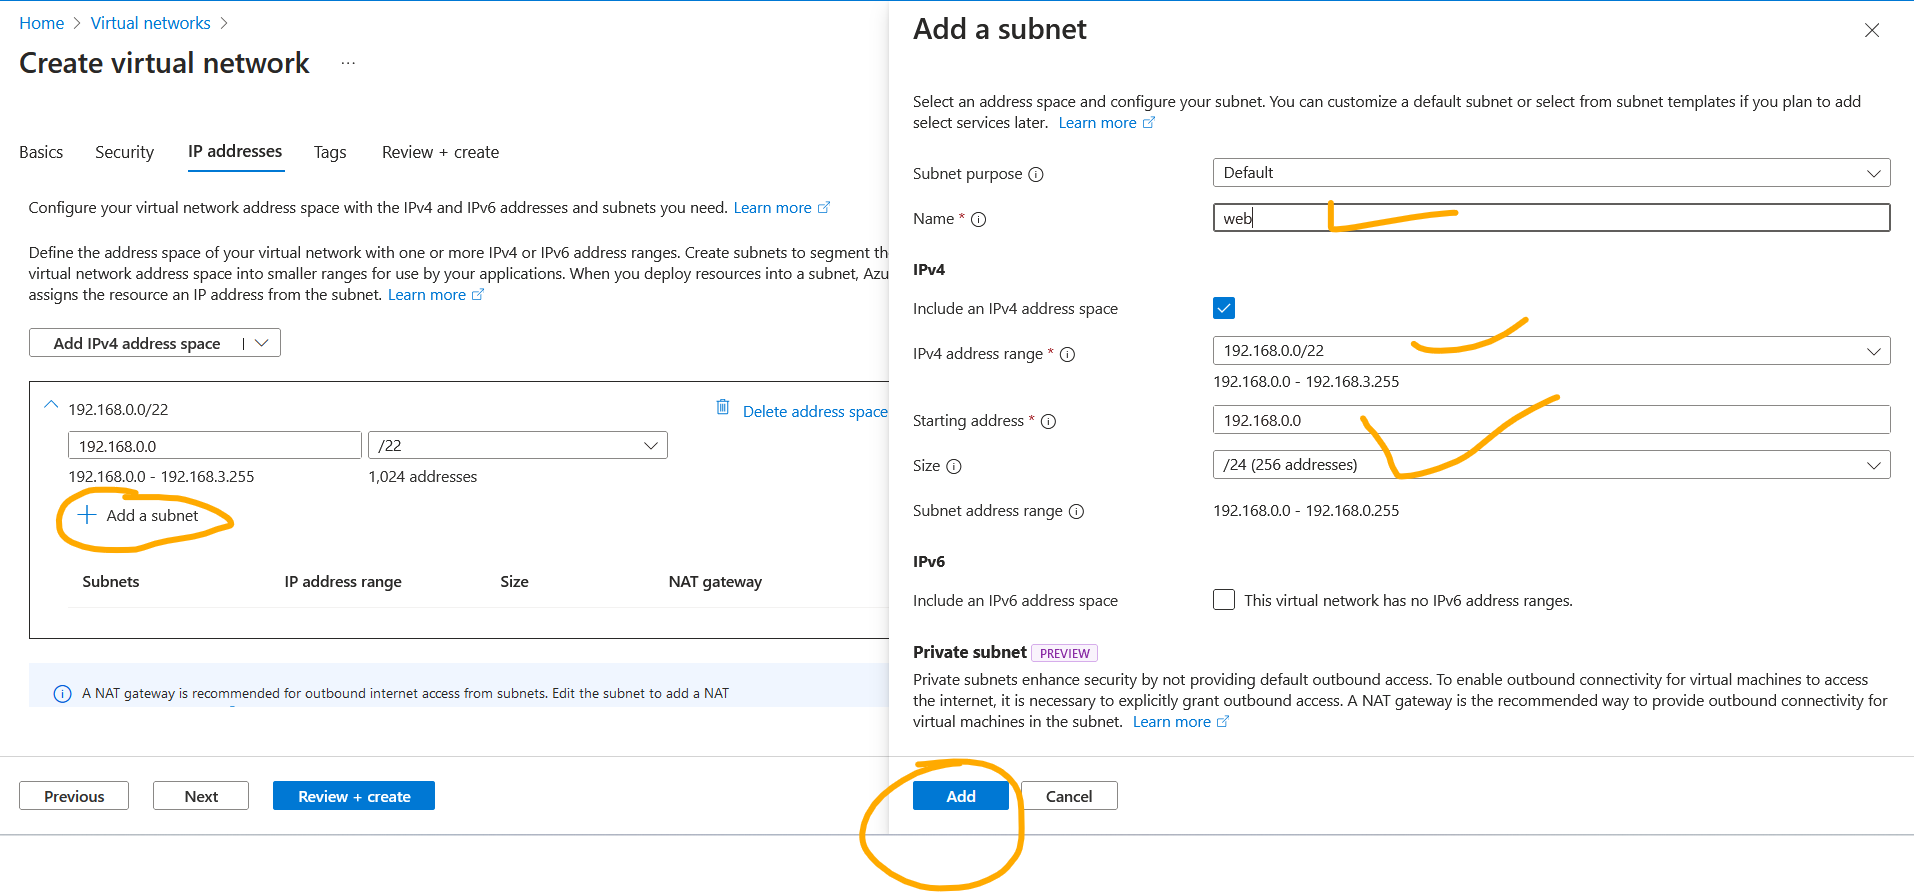 Home > Virtual networks >
Create virtual network ...
Basics Security IP addresses Tags Review + create
Configure your virtual network address space with the IPv4 and IPv6 addresses and subnets you need. Learn more
Define the address space of your virtual network with one or more IPv4 or IPv6 address ranges. Create subnets to segment th
virtual network address space into smaller ranges for use by your applications. When you deploy resources into a subnet, Azu
assigns the resource an IP address from the subnet. Learn more
Add IPv4 address space
192.168.0.0/22
Delete address space
192.168.0.0 /22
192.168.0.0 - 192.168.3.255 1,024 addresses
Add a subnet
Subnets IP address range Size NAT gateway
A NAT gateway is recommended for outbound internet access from subnets. Edit the subnet to add a NAT
Previous Next Review + create
Add a subnet
Select an address space and configure your subnet. You can customize a default subnet or select from subnet templates if you plan to add
select services later. Learn more
Subnet purpose Default
Name * web
IPv4
Include an IPv4 address space
IPv4 address range * 192.168.0.0/22
192.168.0.0 - 192.168.3.255
Starting address * 192.168.0.0
Size /24 (256 addresses)
Subnet address range 192.168.0.0 - 192.168.0.255
IPv6
Include an IPv6 address space This virtual network has no IPv6 address ranges.
Private subnet PREVIEW
Private subnets enhance security by not providing default outbound access. To enable outbound connectivity for virtual machines to access
the internet, it is necessary to explicitly grant outbound access. A NAT gateway is the recommended way to provide outbound connectivity for
virtual machines in the subnet. Learn more
Add Cancel